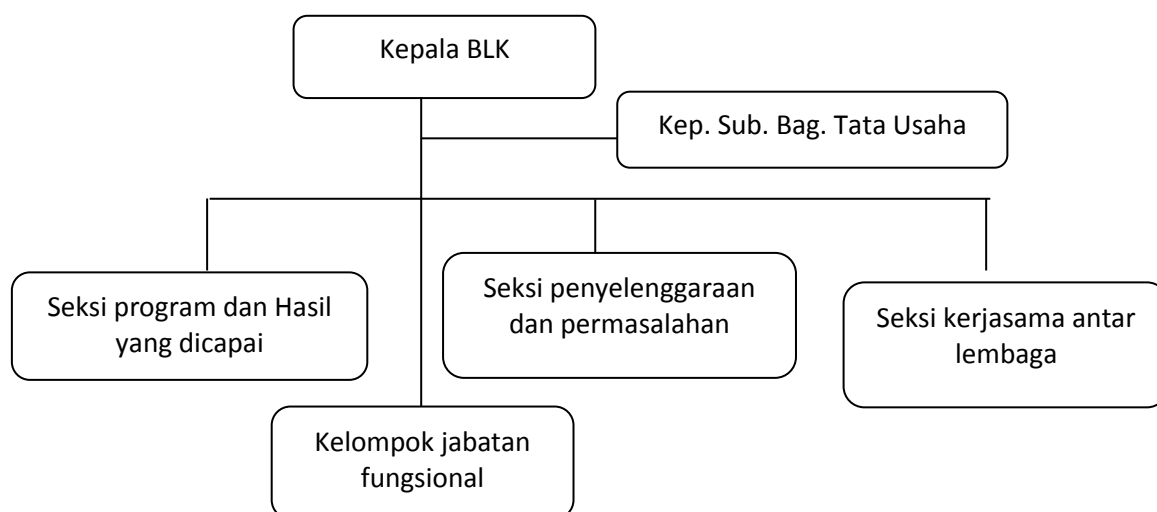 Kepala BLK
Kep. Sub. Bag. Tata Usaha
Seksi program dan Hasil
yang dicapai
Seksi penyelenggaraan
dan permasalahan
Seksi kerjasama antar
lembaga
Kelompok jabatan
fungsional